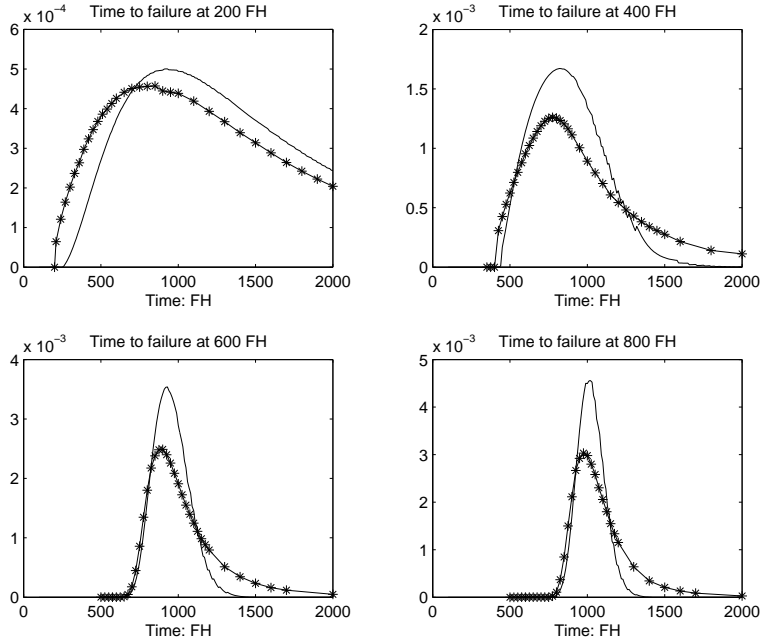 Time to failure at 200 FH
x 10⁻⁴
6
5
4
3
2
1
0
0 500 1000 1500 2000
Time: FH
Time to failure at 400 FH
x 10⁻³
2
1.5
1
0.5
0
0 500 1000 1500 2000
Time: FH
Time to failure at 600 FH
x 10⁻³
4
3
2
1
0
0 500 1000 1500 2000
Time: FH
Time to failure at 800 FH
x 10⁻³
5
4
3
2
1
0
0 500 1000 1500 2000
Time: FH